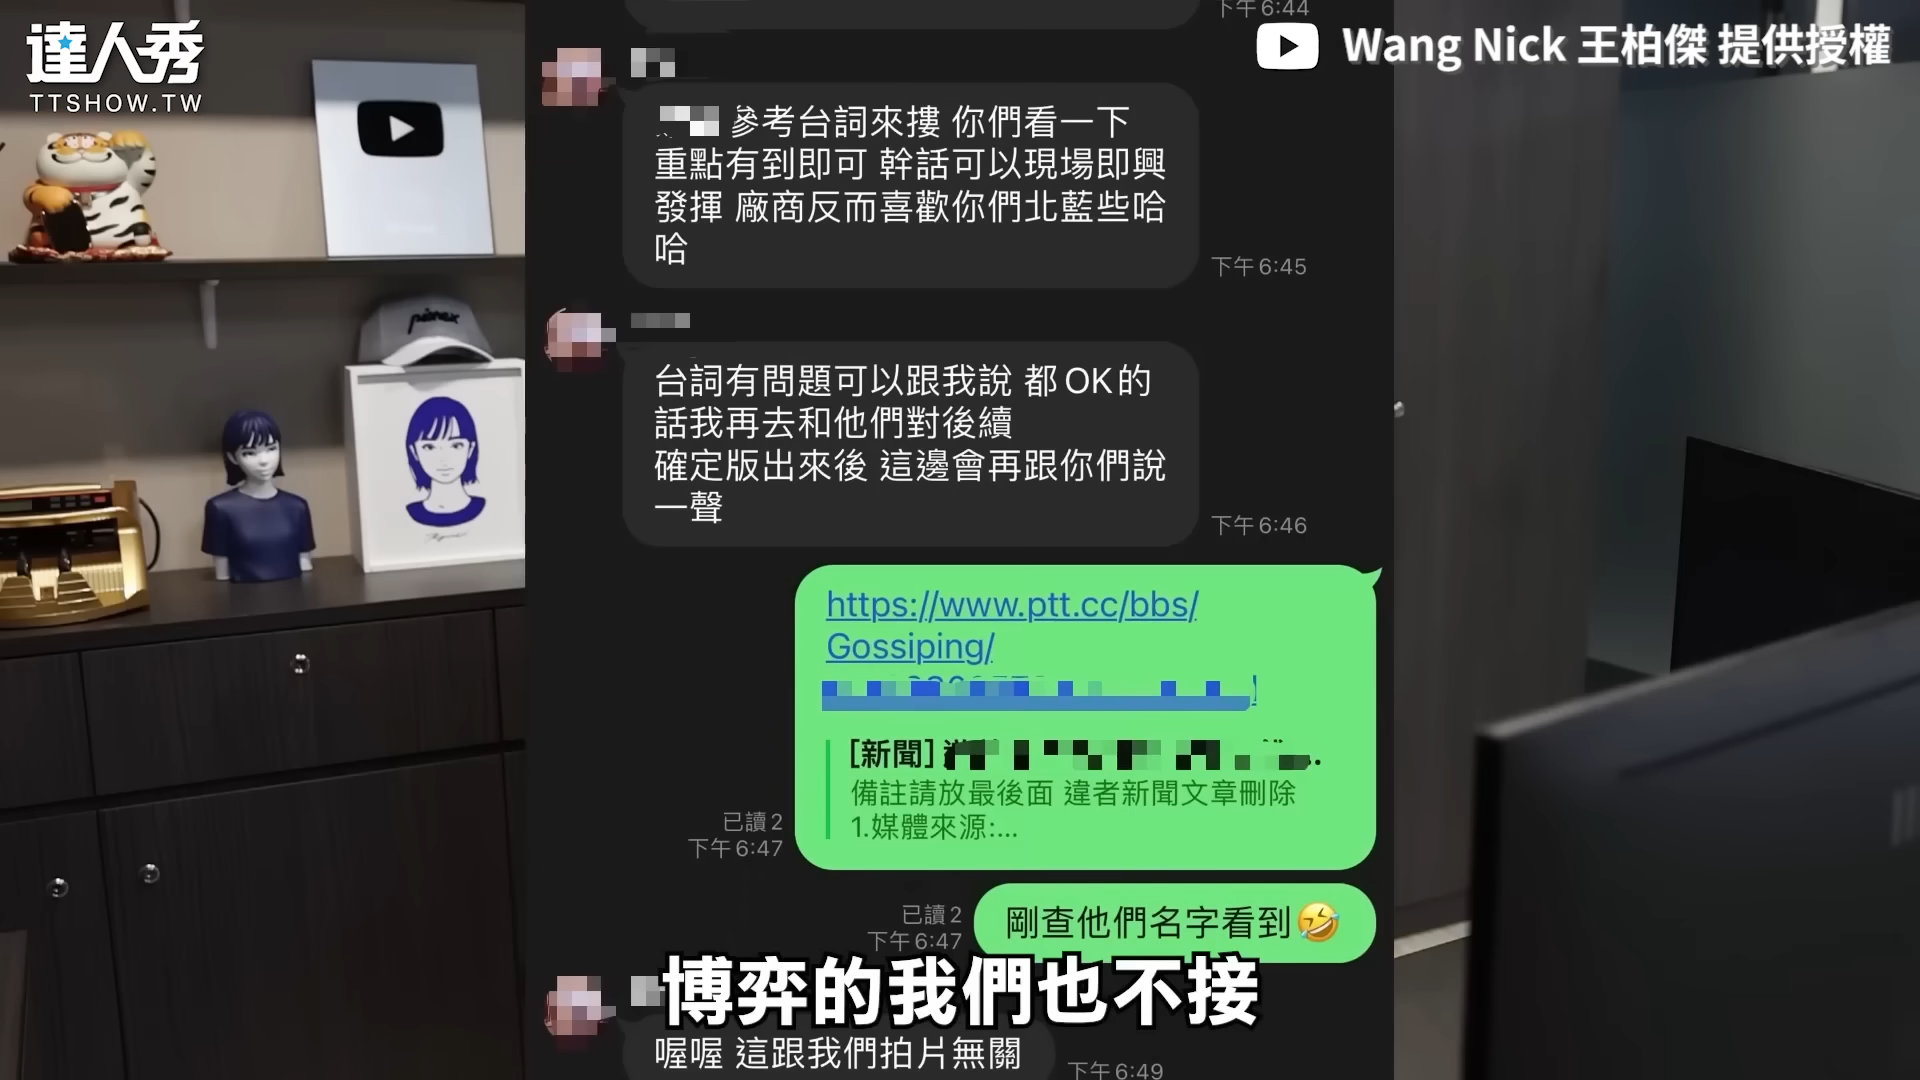 達人秀
TTSHOW.TW
Wang Nick 王柏傑 提供授權
下午 6:44
參考台詞來摟 你們看一下
重點有到即可 幹話可以現場即興
發揮 廠商反而喜歡你們北藍些哈
哈
下午 6:45
台詞有問題可以跟我說 都OK的
話我再去和他們對後續
確定版出來後 這邊會再跟你們說
一聲
下午 6:46
https://www.ptt.cc/bbs/
Gossiping/
[新聞]
備註請放最後面 違者新聞文章刪除
1.媒體來源:...
已讀 2
下午 6:47
剛查他們名字看到🤣
已讀 2
下午 6:47
博弈的我們也不接
喔喔 這跟我們拍片無關
下午 6:49